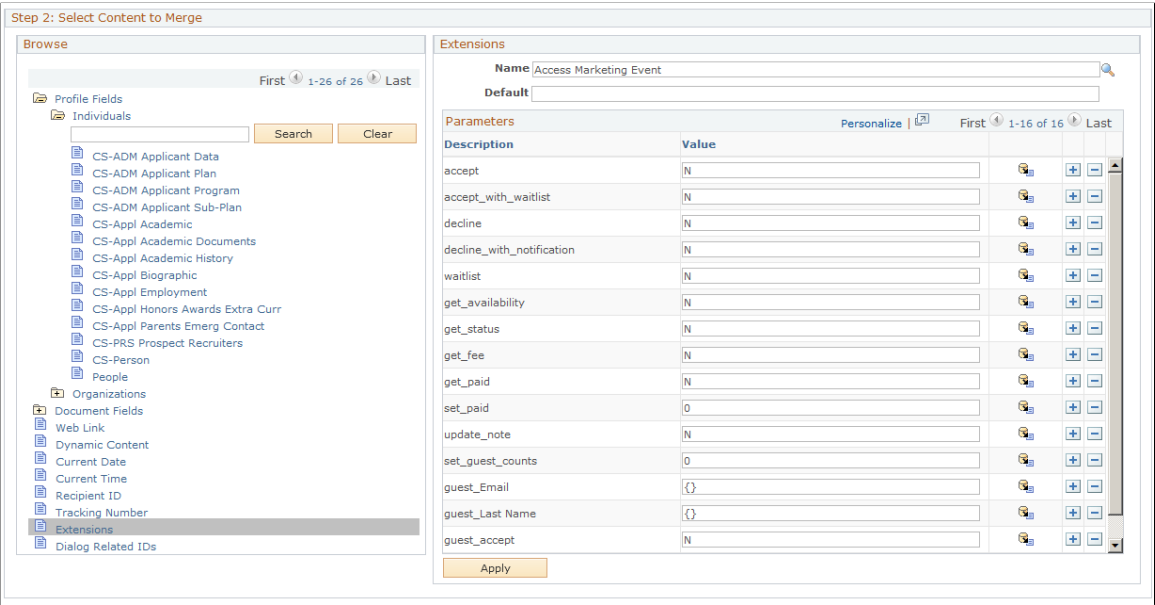 Step 2: Select Content to Merge
Browse
First 1-26 of 26 Last
Profile Fields
Individuals
Search Clear
CS-ADM Applicant Data
CS-ADM Applicant Plan
CS-ADM Applicant Program
CS-ADM Applicant Sub-Plan
CS-Appl Academic
CS-Appl Academic Documents
CS-Appl Academic History
CS-Appl Biographic
CS-Appl Employment
CS-Appl Honors Awards Extra Curr
CS-Appl Parents Emerg Contact
CS-PRS Prospect Recruiters
CS-Person
People
Organizations
Document Fields
Web Link
Dynamic Content
Current Date
Current Time
Recipient ID
Tracking Number
Extensions
Dialog Related IDs
Extensions
Name Access Marketing Event
Default
Parameters Personalize | First 1-16 of 16 Last
Description Value
accept N
accept_with_waitlist N
decline N
decline_with_notification N
waitlist N
get_availability N
get_status N
get_fee N
get_paid N
set_paid 0
update_note N
set_guest_counts 0
guest_Email {}
guest_Last Name {}
guest_accept N
Apply